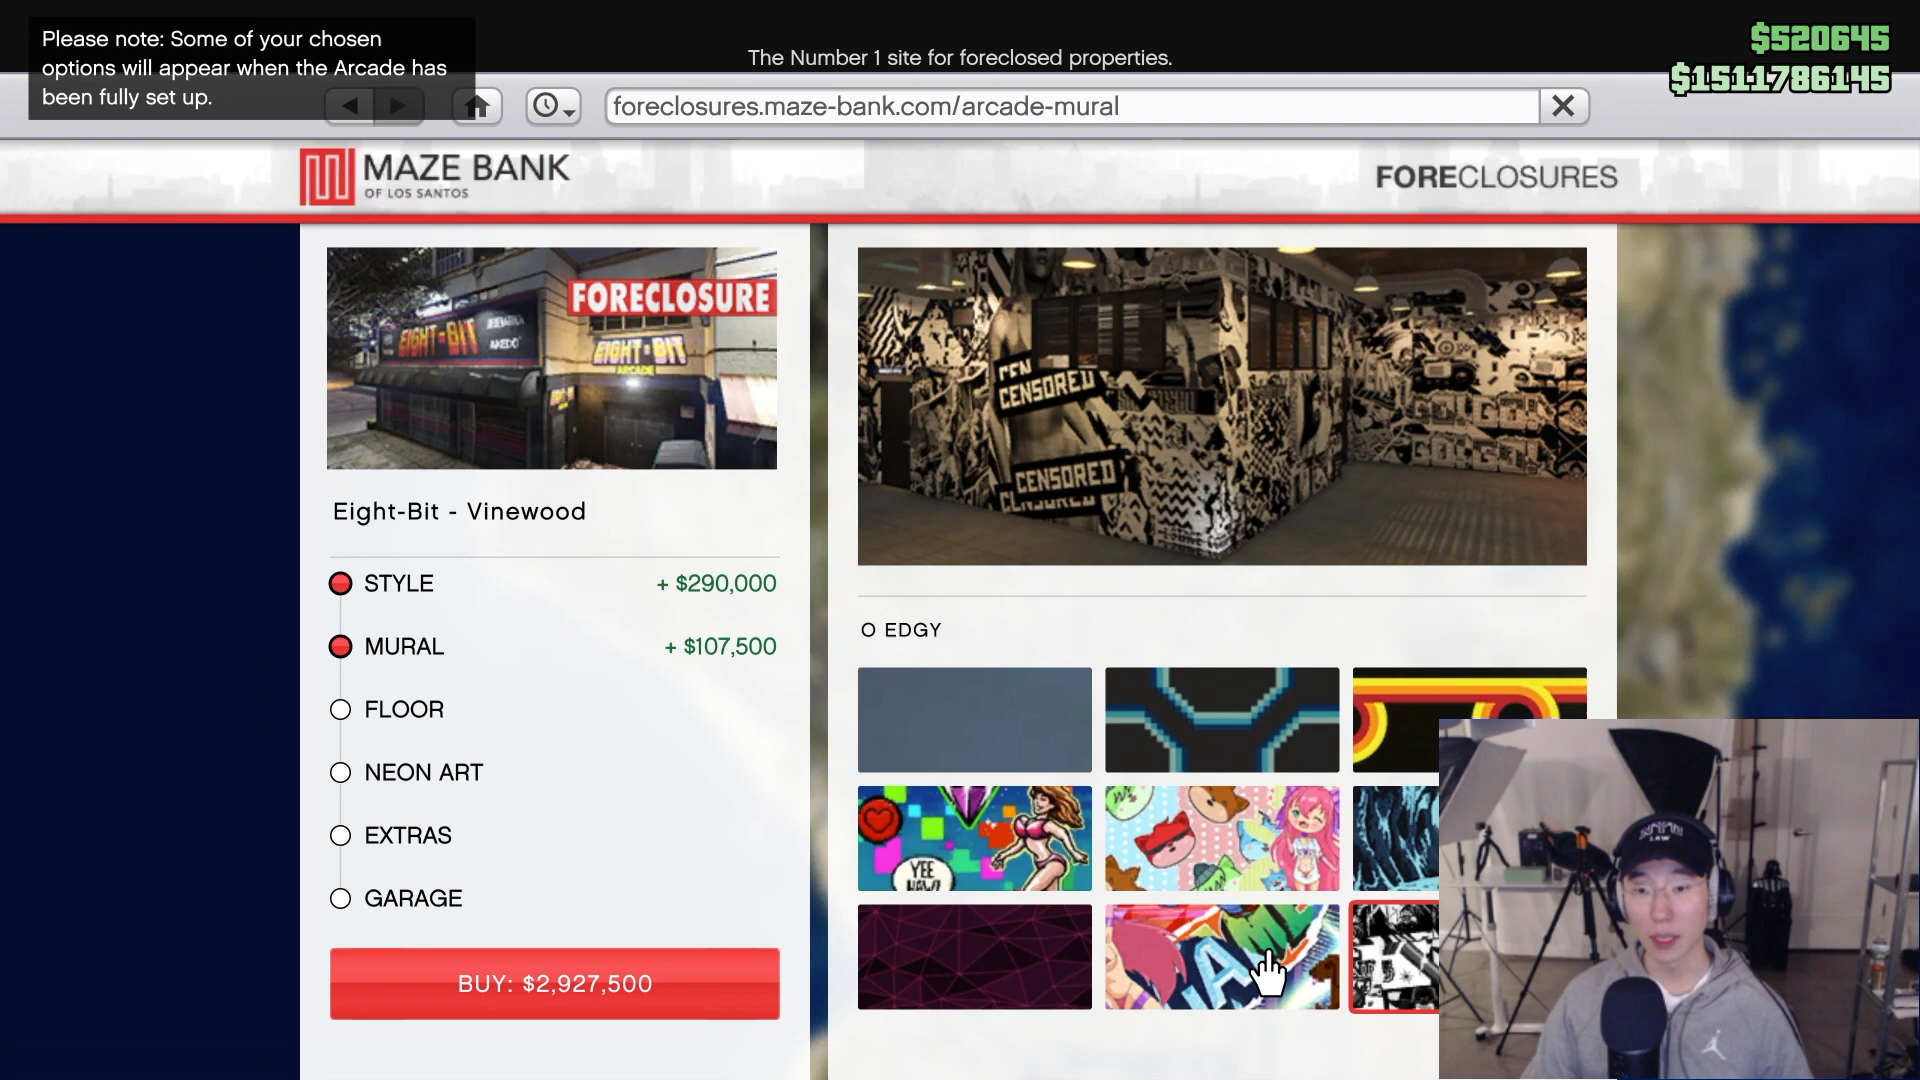 Please note: Some of your chosen
options will appear when the Arcade has
been fully set up.
The Number 1 site for foreclosed properties.
$520645
$1511786145
foreclosures.maze-bank.com/arcade-mural
MAZE BANK
OF LOS SANTOS
FORECLOSURES
FORECLOSURE
EIGHT-BIT
EIGHT-BIT
ARCADE
CENSORED
CENSORED
Eight-Bit - Vinewood
STYLE + $290,000
MURAL + $107,500
FLOOR
NEON ART
EXTRAS
GARAGE
BUY: $2,927,500
O EDGY
YEE
HAW!
LAW